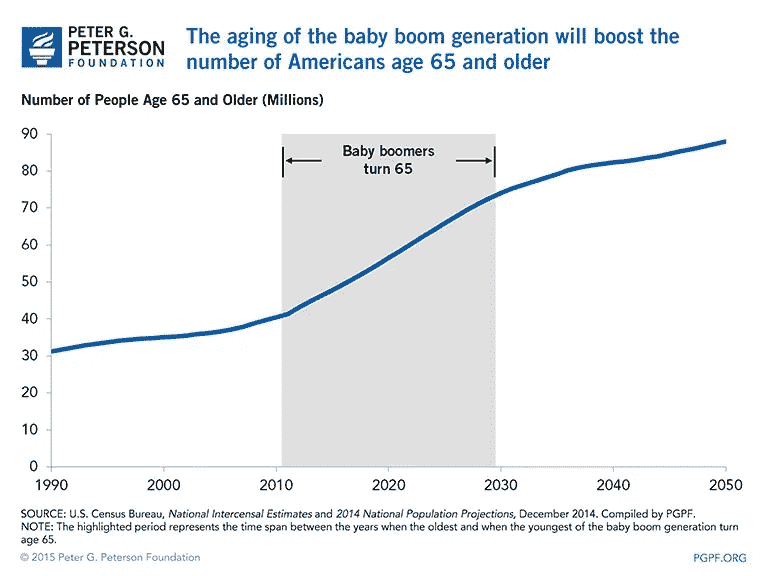 PETER G.
PETERSON
FOUNDATION
The aging of the baby boom generation will boost the
number of Americans age 65 and older
Number of People Age 65 and Older (Millions)
90
80
70
60
50
40
30
20
10
0
Baby boomers
turn 65
1990 2000 2010 2020 2030 2040 2050
SOURCE: U.S. Census Bureau, National Intercensal Estimates and 2014 National Population Projections, December 2014. Compiled by PGPF.
NOTE: The highlighted period represents the time span between the years when the oldest and when the youngest of the baby boom generation turn
age 65.
© 2015 Peter G. Peterson Foundation
PGPF.ORG